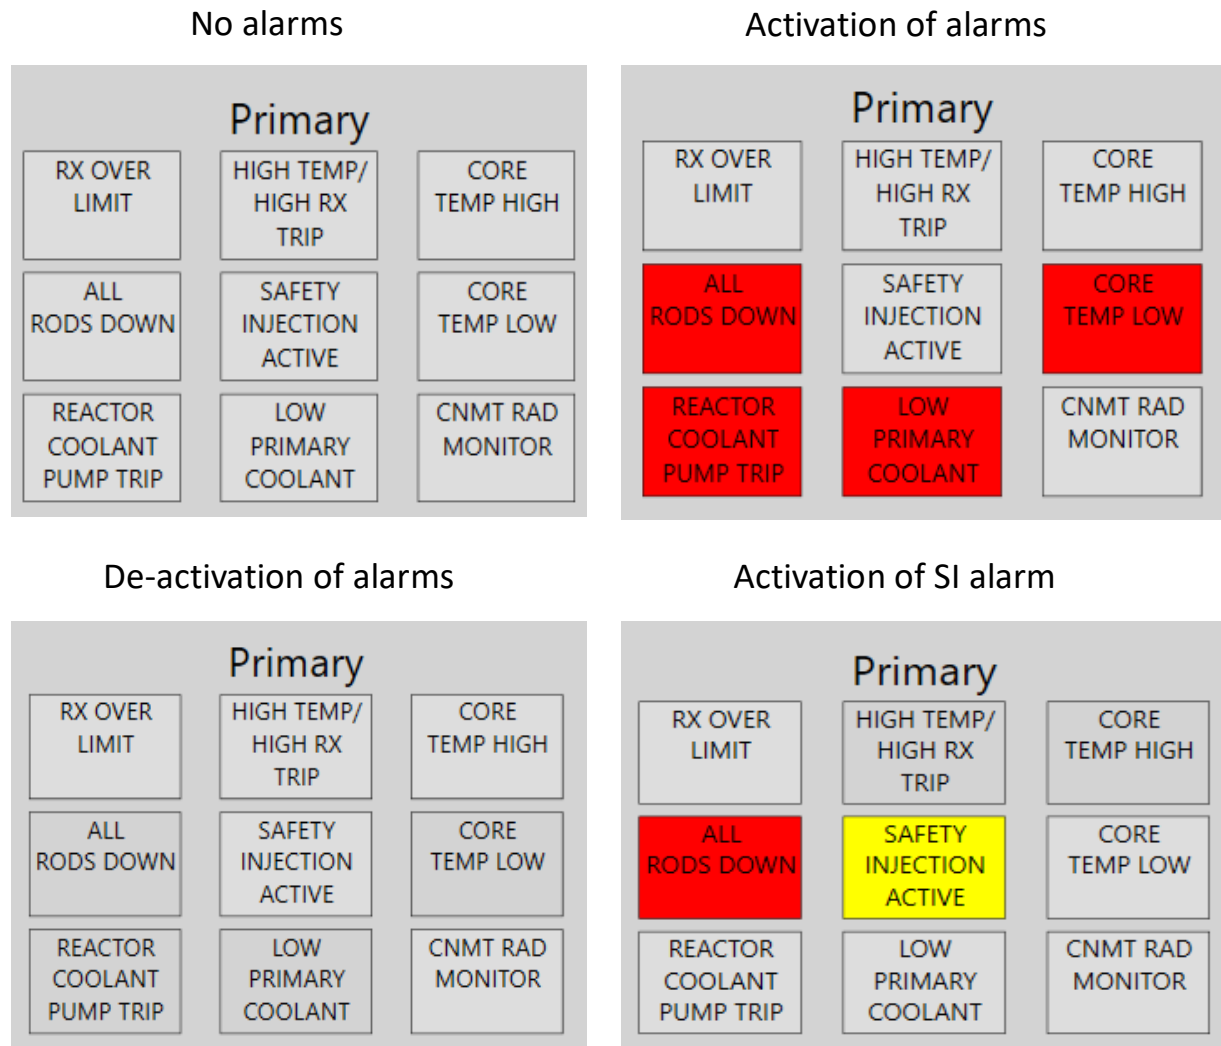 No alarms
Primary
RX OVER
LIMIT
HIGH TEMP/
HIGH RX
TRIP
CORE
TEMP HIGH
ALL
RODS DOWN
SAFETY
INJECTION
ACTIVE
CORE
TEMP LOW
REACTOR
COOLANT
PUMP TRIP
LOW
PRIMARY
COOLANT
CNMT RAD
MONITOR
Activation of alarms
Primary
RX OVER
LIMIT
HIGH TEMP/
HIGH RX
TRIP
CORE
TEMP HIGH
ALL
RODS DOWN
SAFETY
INJECTION
ACTIVE
CORE
TEMP LOW
REACTOR
COOLANT
PUMP TRIP
LOW
PRIMARY
COOLANT
CNMT RAD
MONITOR
De-activation of alarms
Primary
RX OVER
LIMIT
HIGH TEMP/
HIGH RX
TRIP
CORE
TEMP HIGH
ALL
RODS DOWN
SAFETY
INJECTION
ACTIVE
CORE
TEMP LOW
REACTOR
COOLANT
PUMP TRIP
LOW
PRIMARY
COOLANT
CNMT RAD
MONITOR
Activation of SI alarm
Primary
RX OVER
LIMIT
HIGH TEMP/
HIGH RX
TRIP
CORE
TEMP HIGH
ALL
RODS DOWN
SAFETY
INJECTION
ACTIVE
CORE
TEMP LOW
REACTOR
COOLANT
PUMP TRIP
LOW
PRIMARY
COOLANT
CNMT RAD
MONITOR